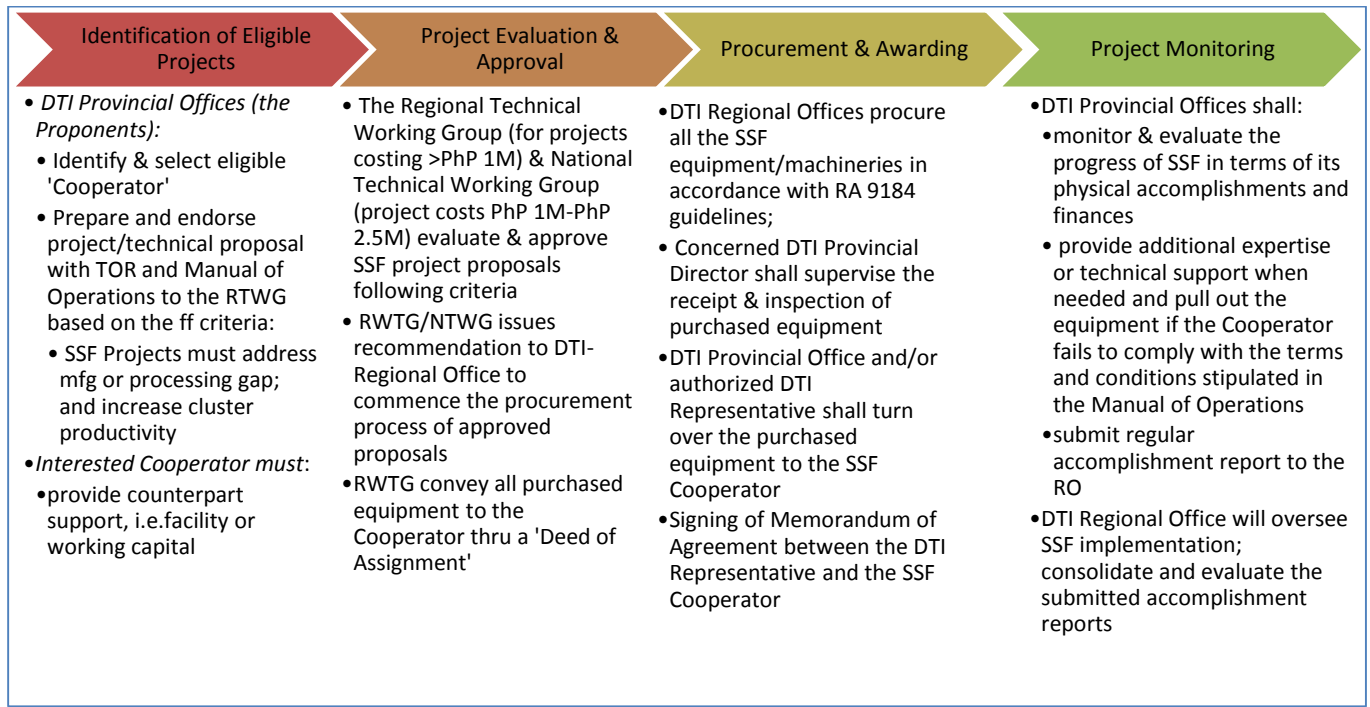 Identification of Eligible
Projects
• DTI Provincial Offices (the
Proponents):
• Identify & select eligible
'Cooperator'
• Prepare and endorse
project/technical proposal
with TOR and Manual of
Operations to the RTWG
based on the ff criteria:
• SSF Projects must address
mfg or processing gap;
and increase cluster
productivity
•Interested Cooperator must:
•provide counterpart
support, i.e.facility or
working capital
Project Evaluation &
Approval
• The Regional Technical
Working Group (for projects
costing >PhP 1M) & National
Technical Working Group
(project costs PhP 1M-PhP
2.5M) evaluate & approve
SSF project proposals
following criteria
• RWTG/NTWG issues
recommendation to DTI-
Regional Office to
commence the procurement
process of approved
proposals
•RWTG convey all purchased
equipment to the
Cooperator thru a 'Deed of
Assignment'
Procurement & Awarding
•DTI Regional Offices procure
all the SSF
equipment/machineries in
accordance with RA 9184
guidelines;
• Concerned DTI Provincial
Director shall supervise the
receipt & inspection of
purchased equipment
•DTI Provincial Office and/or
authorized DTI
Representative shall turn
over the purchased
equipment to the SSF
Cooperator
•Signing of Memorandum of
Agreement between the DTI
Representative and the SSF
Cooperator
Project Monitoring
•DTI Provincial Offices shall:
•monitor & evaluate the
progress of SSF in terms of its
physical accomplishments and
finances
• provide additional expertise
or technical support when
needed and pull out the
equipment if the Cooperator
fails to comply with the terms
and conditions stipulated in
the Manual of Operations
•submit regular
accomplishment report to the
RO
•DTI Regional Office will oversee
SSF implementation;
consolidate and evaluate the
submitted accomplishment
reports